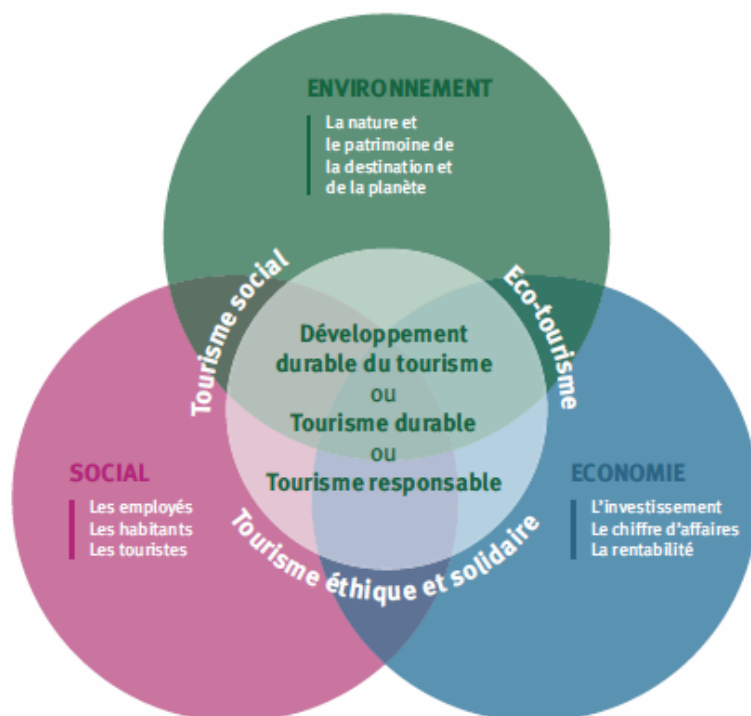 ENVIRONNEMENT
La nature et
le patrimoine de
la destination et
de la planète
Tourisme social
Eco-tourisme
Développement
durable du tourisme
ou
Tourisme durable
ou
Tourisme responsable
SOCIAL
Les employés
Les habitants
Les touristes
ECONOMIE
L'investissement
Le chiffre d'affaires
La rentabilité
Tourisme éthique et solidaire